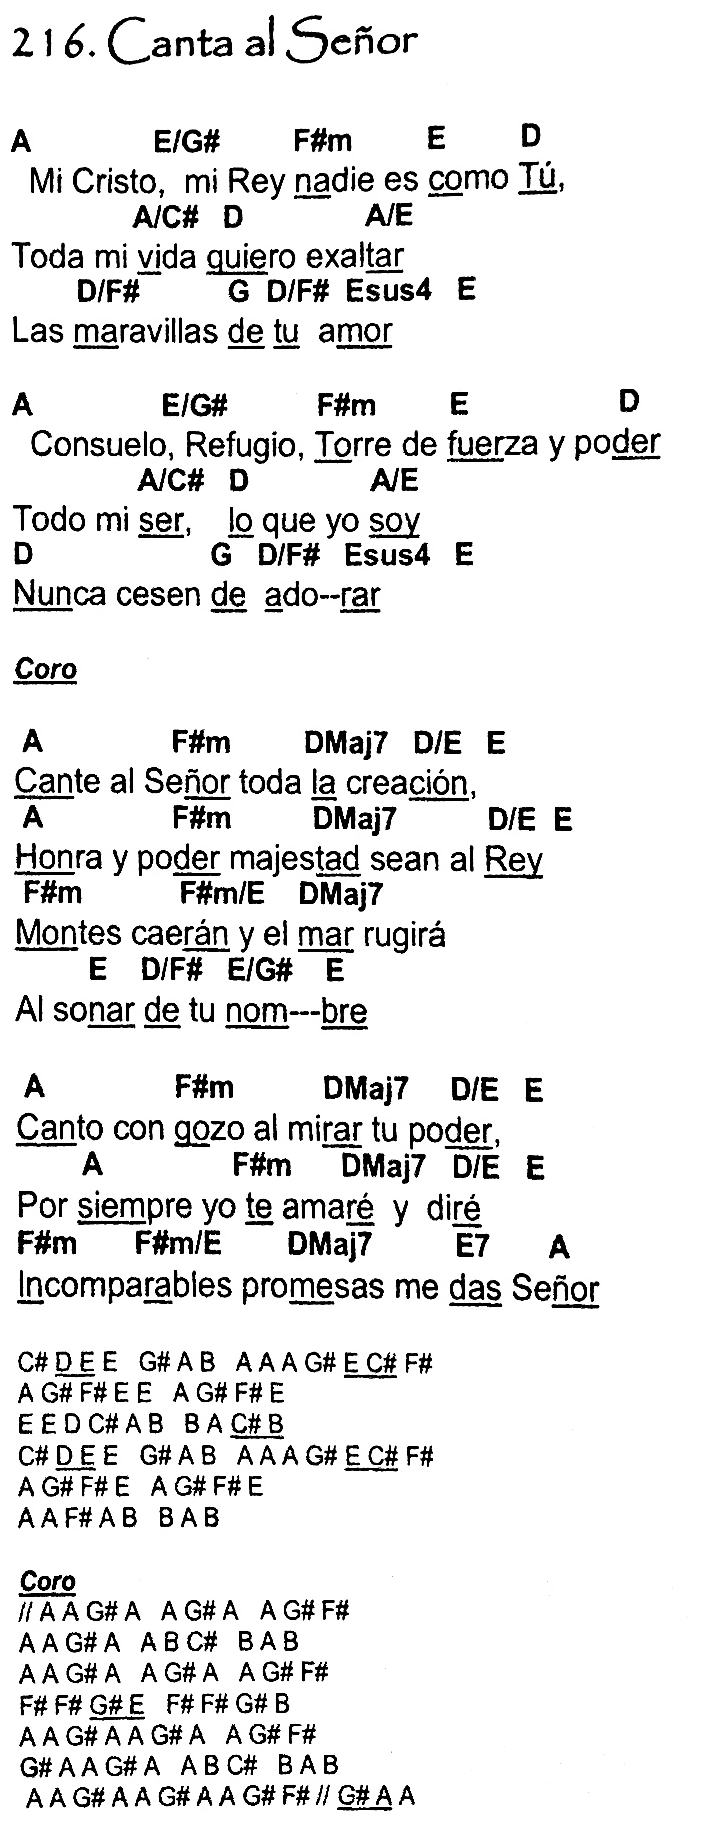 216. Canta al Señor
A E/G# F#m E D
Mi Cristo, mi Rey nadie es como Tú,
A/C# D A/E
Toda mi vida quiero exaltar
D/F# G D/F# Esus4 E
Las maravillas de tu amor
A E/G# F#m E D
Consuelo, Refugio, Torre de fuerza y poder
A/C# D A/E
Todo mi ser, lo que yo soy
D G D/F# Esus4 E
Nunca cesen de ado--rar
Coro
A F#m DMaj7 D/E E
Cante al Señor toda la creación,
A F#m DMaj7 D/E E
Honra y poder majestad sean al Rey
F#m F#m/E DMaj7
Montes caerán y el mar rugirá
E D/F# E/G# E
Al sonar de tu nom---bre
A F#m DMaj7 D/E E
Canto con gozo al mirar tu poder,
A F#m DMaj7 D/E E
Por siempre yo te amaré y diré
F#m F#m/E DMaj7 E7 A
Incomparables promesas me das Señor
C# D E E G# A B A A A G# E C# F#
A G# F# E E A G# F# E
E E D C# A B B A C# B
C# D E E G# A B A A A G# E C# F#
A G# F# E A G# F# E
A A F# A B B A B
Coro
// A A G# A A G# A A G# F#
A A G# A A B C# B A B
A A G# A A G# A A G# F#
F# F# G# E F# F# G# B
A A G# A A G# A A G# F#
G# A A G# A A B C# B A B
A A G# A A G# A A G# F# // G# A A